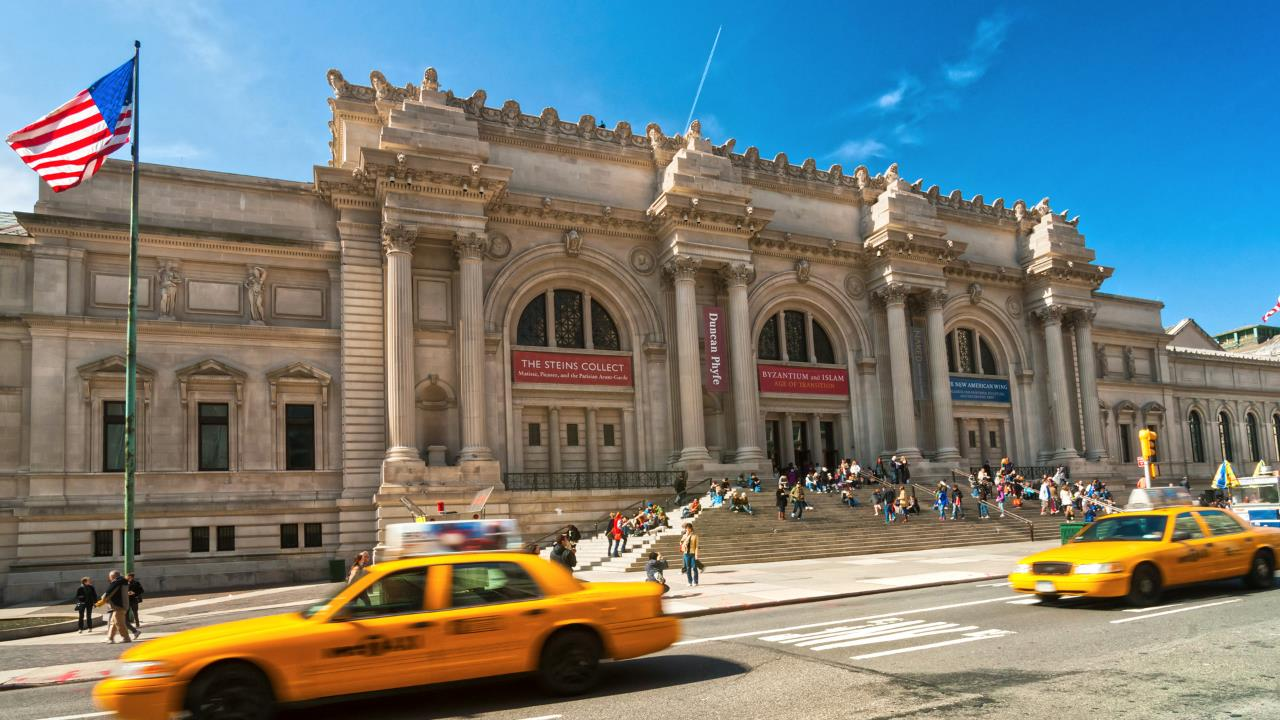 THE STEINS COLLECT
Matisse, Picasso, and the Parisian Avant-Garde
Duncan Phyfe
BYZANTIUM and ISLAM
AGE OF TRANSITION
NAKED
NEW AMERICAN WING